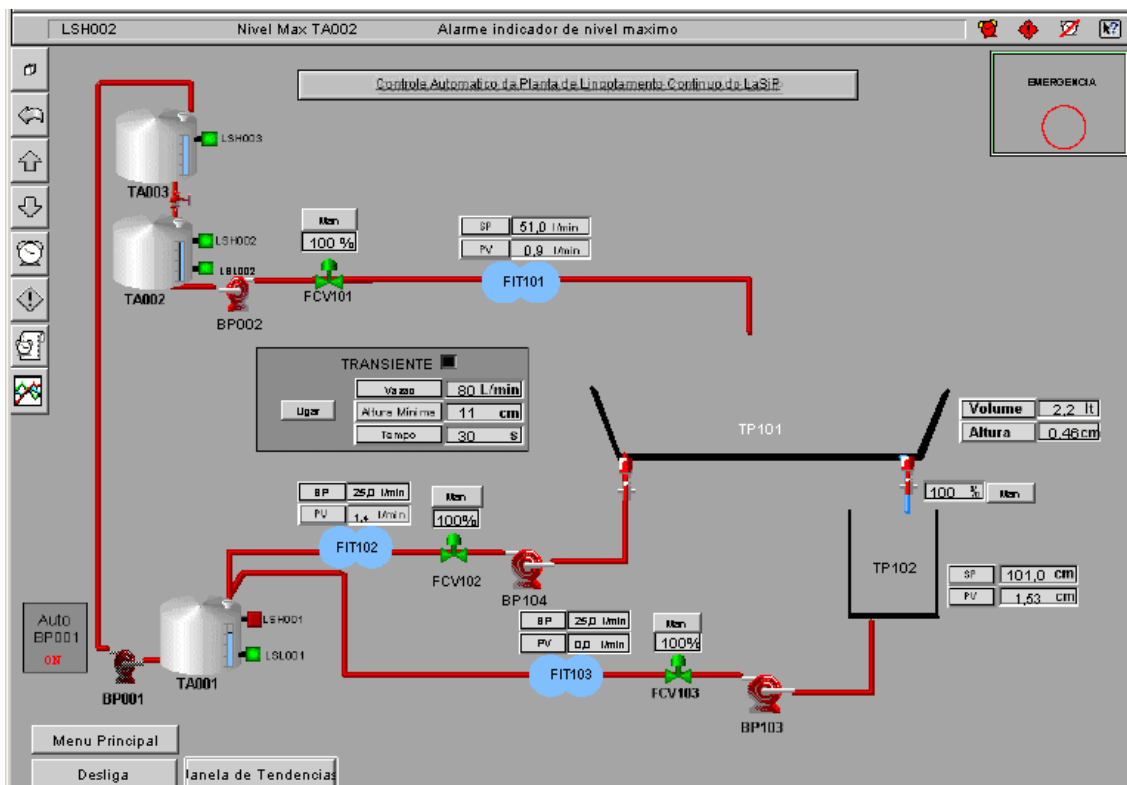 LSH002 Nivel Max TA002 Alarme indicador de nivel maximo
Controle Automatico da Planta de Lingotamento Continuo do LaSiP
EMERGENCIA
LSH003
TA003
LSH002
LSL002
TA002
BP002
Man
100 %
FCV101
SP 51,0 l/min
PV 0,9 l/min
FIT101
TRANSIENTE
Vazao 80 L/min
Ligar
Altura Minima 11 cm
Tempo 30 s
TP101
Volume 2,2 lt
Altura 0,46cm
100 % Man
SP 25,0 l/min
PV 1,4 l/min
FIT102
Man
100%
FCV102
BP104
TP102
SP 101,0 cm
PV 1,53 cm
Auto
BP001
ON
BP001
LSH001
LSL001
TA001
SP 25,0 l/min
PV 0,0 l/min
FIT103
Man
100%
FCV103
BP103
Menu Principal
Desliga
Janela de Tendencias